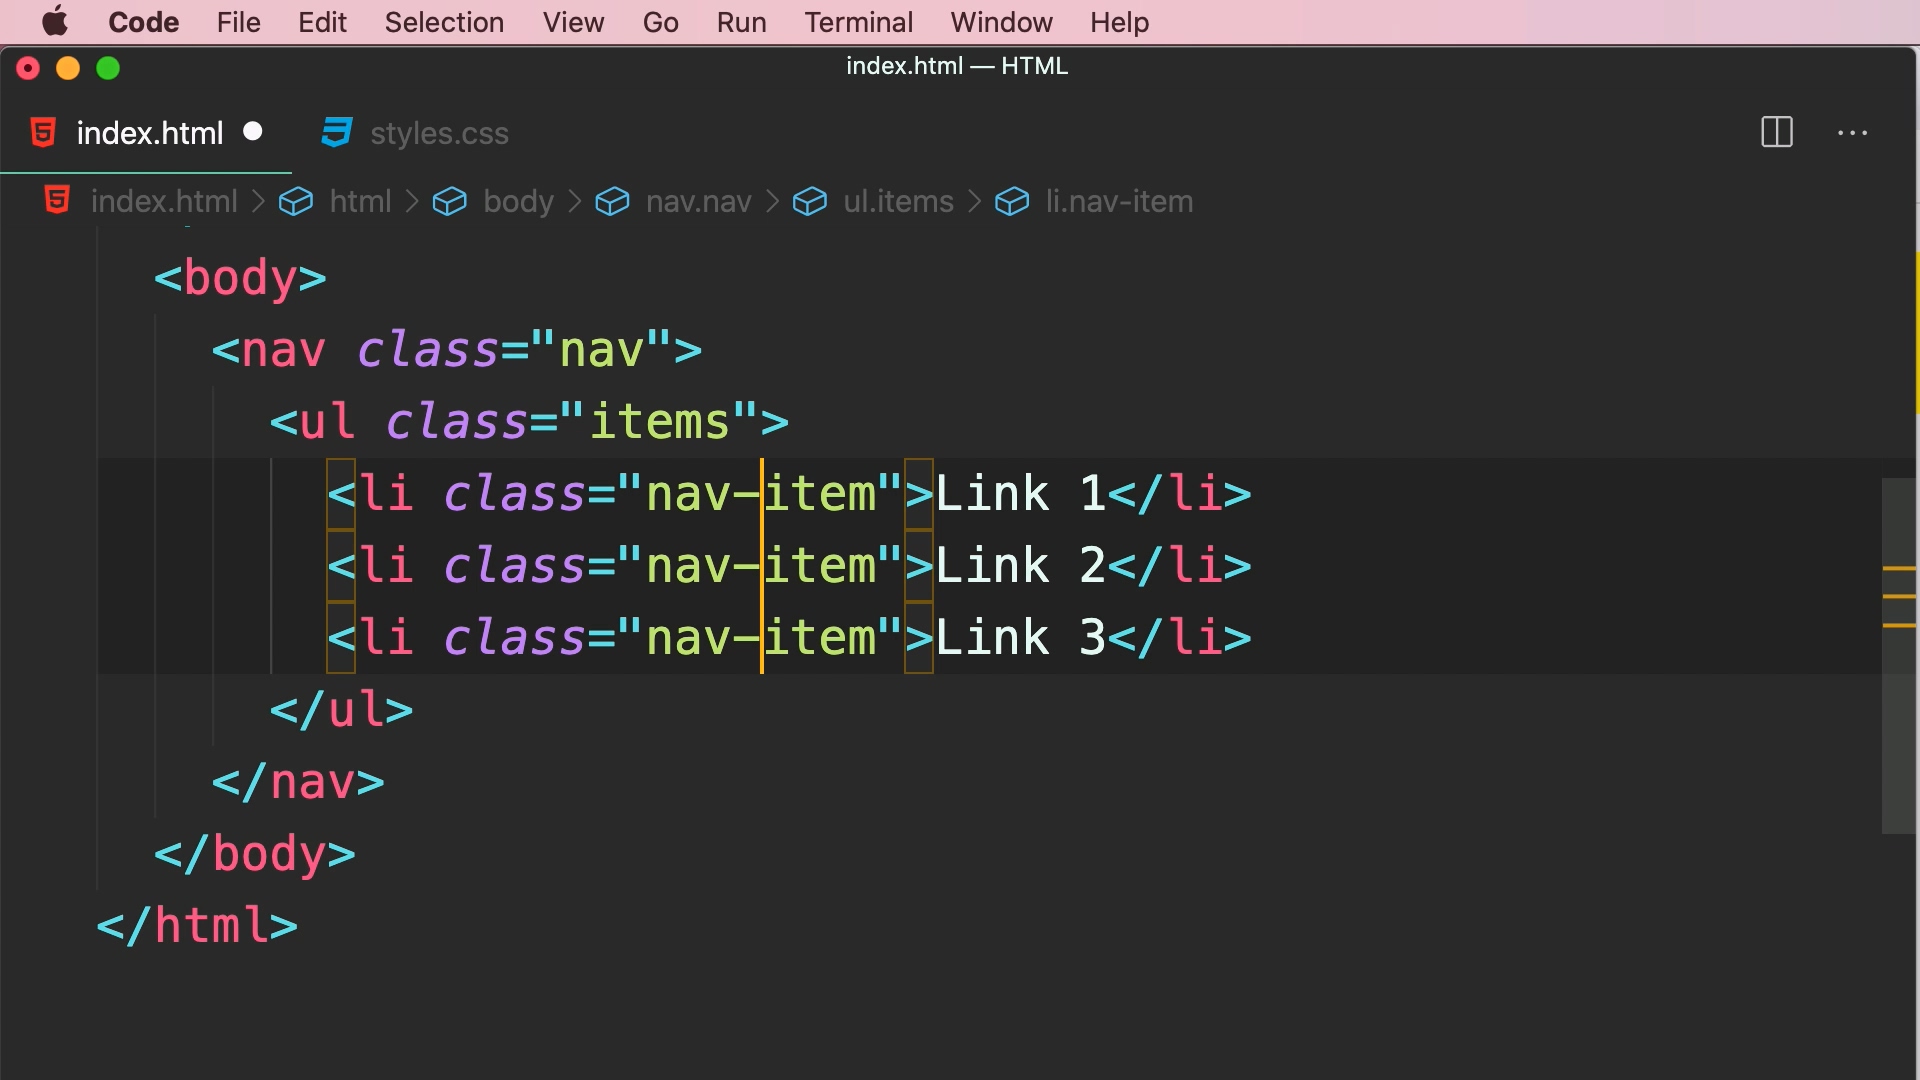 Code File Edit Selection View Go Run Terminal Window Help
index.html — HTML
index.html styles.css
index.html > html > body > nav.nav > ul.items > li.nav-item
<body>
<nav class="nav">
<ul class="items">
<li class="nav-item">Link 1</li>
<li class="nav-item">Link 2</li>
<li class="nav-item">Link 3</li>
</ul>
</nav>
</body>
</html>